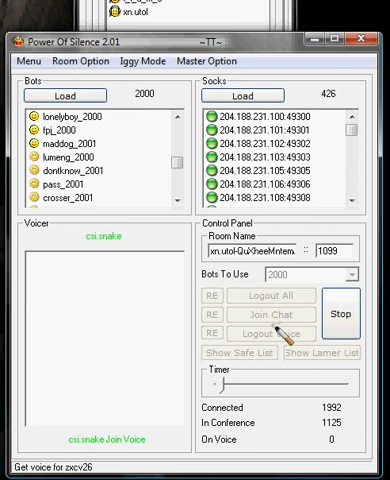 xn.utol
Power Of Silence 2.01 ~TT~
Menu Room Option Iggy Mode Master Option
Bots
Load 2000
lonelyboy_2000
fpj_2000
maddog_2001
lumeng_2000
dontknow_2001
pass_2001
crosser_2001
Socks
Load 426
204.188.231.100:49300
204.188.231.101:49301
204.188.231.102:49302
204.188.231.103:49303
204.188.231.105:49305
204.188.231.106:49306
204.188.231.108:49308
Voicer
csi.snake
csi.snake Join Voice
Control Panel
Room Name
:: 1099
Bots To Use 2000
RE Logout All
RE Join Chat
RE Logout Voice
Stop
Show Safe List Show Lamer List
Timer
Connected 1992
In Conference 1125
On Voice 0
Get voice for zxcv26